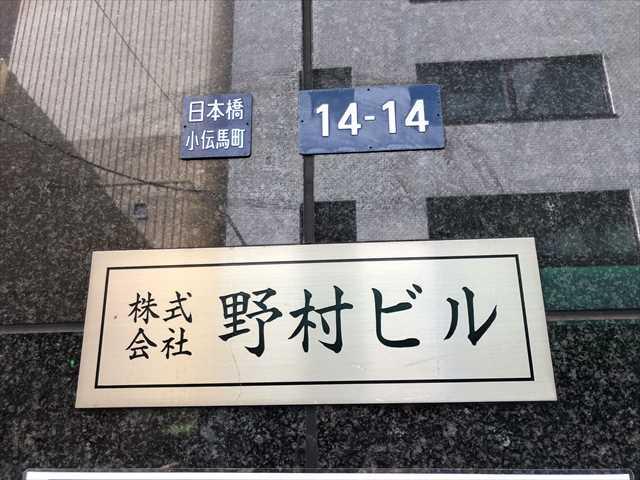 日本橋
小伝馬町
14-14
株式
会社
野村ビル